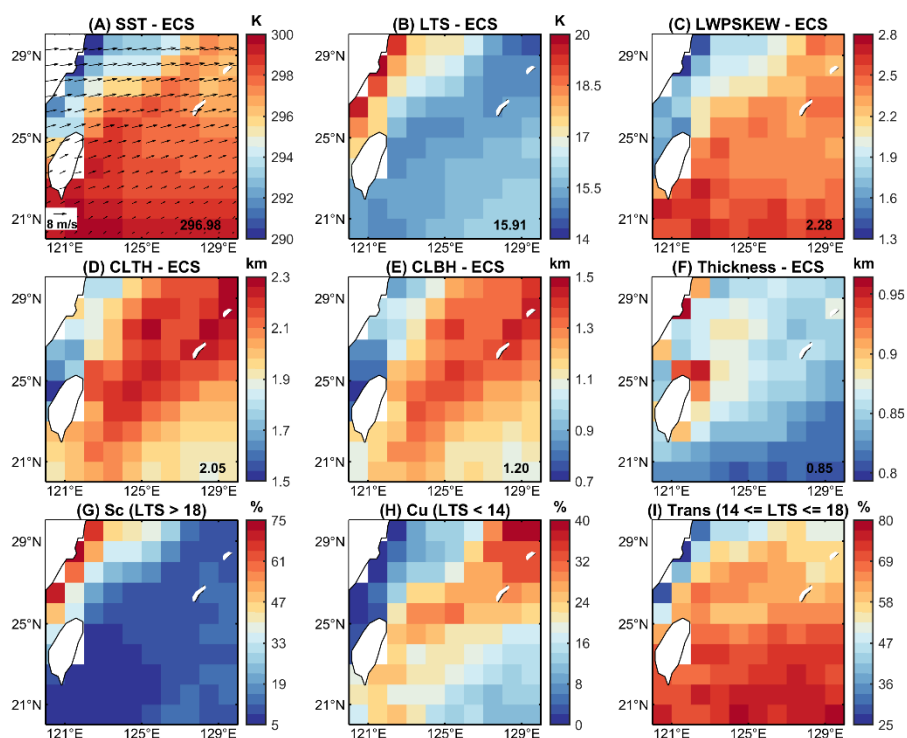 (A) SST - ECS K
(B) LTS - ECS K
(C) LWPSKEW - ECS
29°N 25°N 21°N
300 298 296 294 292 290
20 18.5 17 15.5 14
2.8 2.5 2.2 1.9 1.6 1.3
8 m/s 296.98
15.91
2.28
121°E 125°E 129°E
121°E 125°E 129°E
121°E 125°E 129°E
(D) CLTH - ECS km
(E) CLBH - ECS km
(F) Thickness - ECS km
29°N 25°N 21°N
29°N 25°N 21°N
29°N 25°N 21°N
2.3 2.1 1.9 1.7 1.5
1.5 1.3 1.1 0.9 0.7
0.95 0.9 0.85 0.8
2.05
1.20
0.85
121°E 125°E 129°E
121°E 125°E 129°E
121°E 125°E 129°E
(G) Sc (LTS > 18) %
(H) Cu (LTS < 14) %
(I) Trans (14 <= LTS <= 18) %
29°N 25°N 21°N
29°N 25°N 21°N
29°N 25°N 21°N
75 61 47 33 19 5
40 32 24 16 8 0
80 69 58 47 36 25
121°E 125°E 129°E
121°E 125°E 129°E
121°E 125°E 129°E